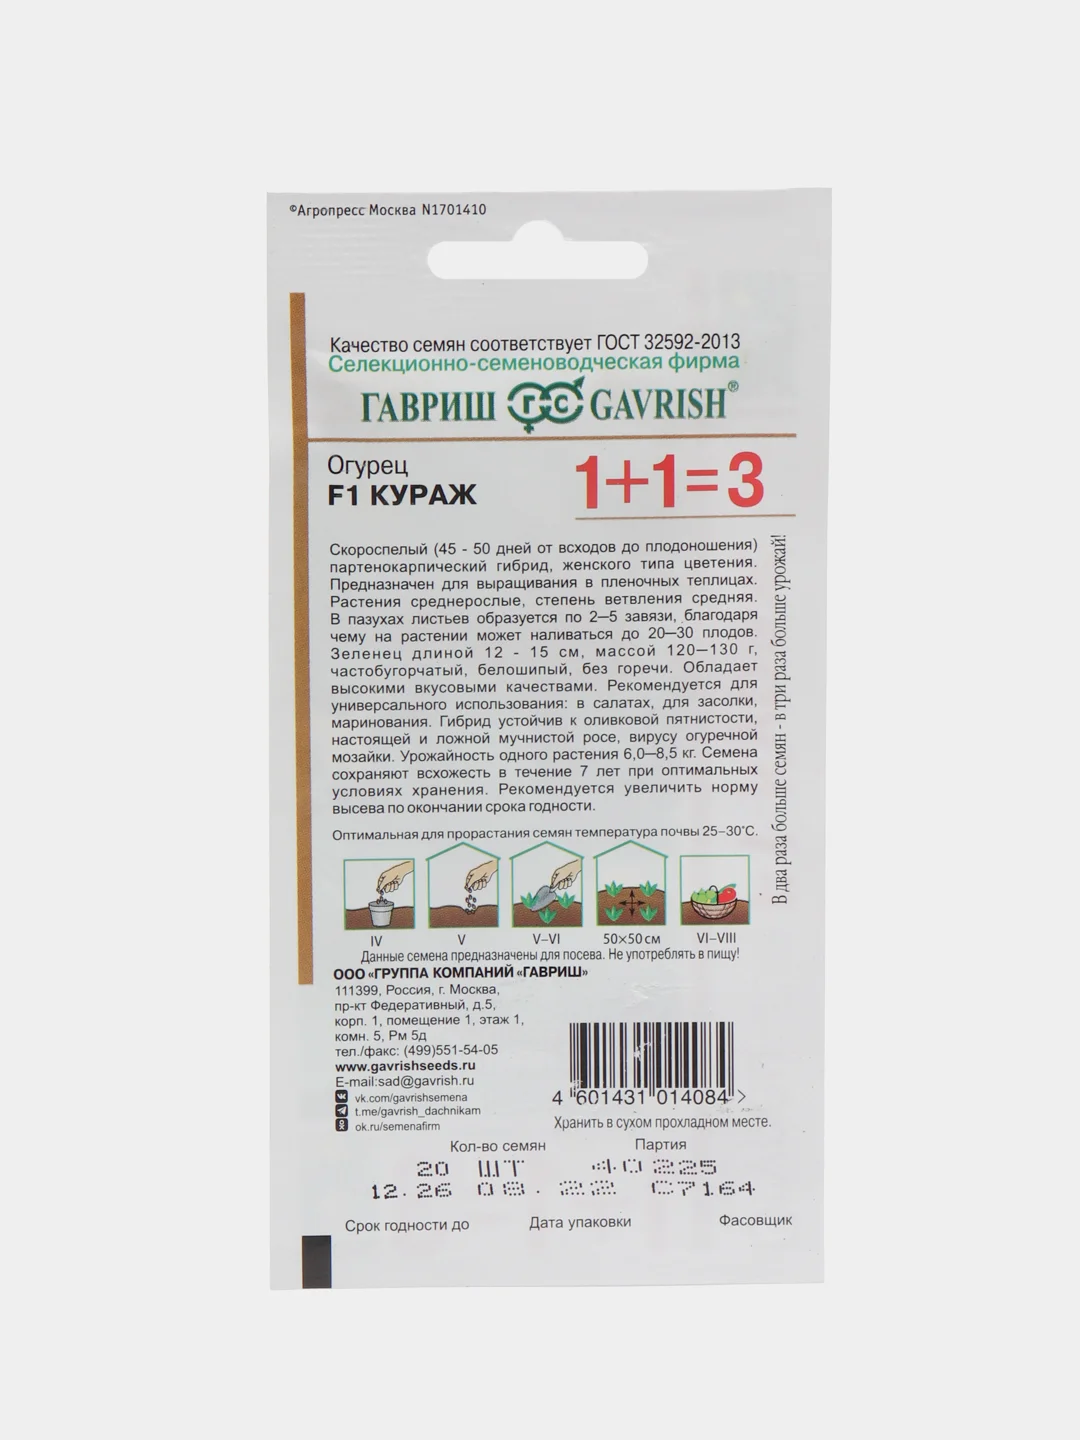 ©Агропресс Москва N1701410
Качество семян соответствует ГОСТ 32592-2013
Селекционно-семеноводческая фирма
ГАВРИШ ГС GAVRISH®
Огурец
F1 КУРАЖ
1+1=3
Скороспелый (45 - 50 дней от всходов до плодоношения)
партенокарпический гибрид, женского типа цветения.
Предназначен для выращивания в пленочных теплицах.
Растения среднерослые, степень ветвления средняя.
В пазухах листьев образуется по 2–5 завязи, благодаря
чему на растении может наливаться до 20–30 плодов.
Зеленец длиной 12 - 15 см, массой 120–130 г,
частобугорчатый, белошипый, без горечи. Обладает
высокими вкусовыми качествами. Рекомендуется для
универсального использования: в салатах, для засолки,
маринования. Гибрид устойчив к оливковой пятнистости,
настоящей и ложной мучнистой росе, вирусу огуречной
мозайки. Урожайность одного растения 6,0–8,5 кг. Семена
сохраняют всхожесть в течение 7 лет при оптимальных
условиях хранения. Рекомендуется увеличить норму
высева по окончании срока годности.
В два раза больше семян - в три раза больше урожай!
Оптимальная для прорастания семян температура почвы 25–30°С.
IV V V–VI 50×50 см VI–VIII
Данные семена предназначены для посева. Не употреблять в пищу!
ООО «ГРУППА КОМПАНИЙ «ГАВРИШ»
111399, Россия, г. Москва,
пр-кт Федеративный, д.5,
корп. 1, помещение 1, этаж 1,
комн. 5, Рм 5д
тел./факс: (499)551-54-05
www.gavrishseeds.ru
E-mail:sad@gavrish.ru
vk.com/gavrishsemena
t.me/gavrish_dachnikam
ok.ru/semenafirm
4 601431 014084 >
Хранить в сухом прохладном месте.
Кол-во семян Партия
20 ШТ 40225
12.26 08.22 С7164
Срок годности до Дата упаковки Фасовщик